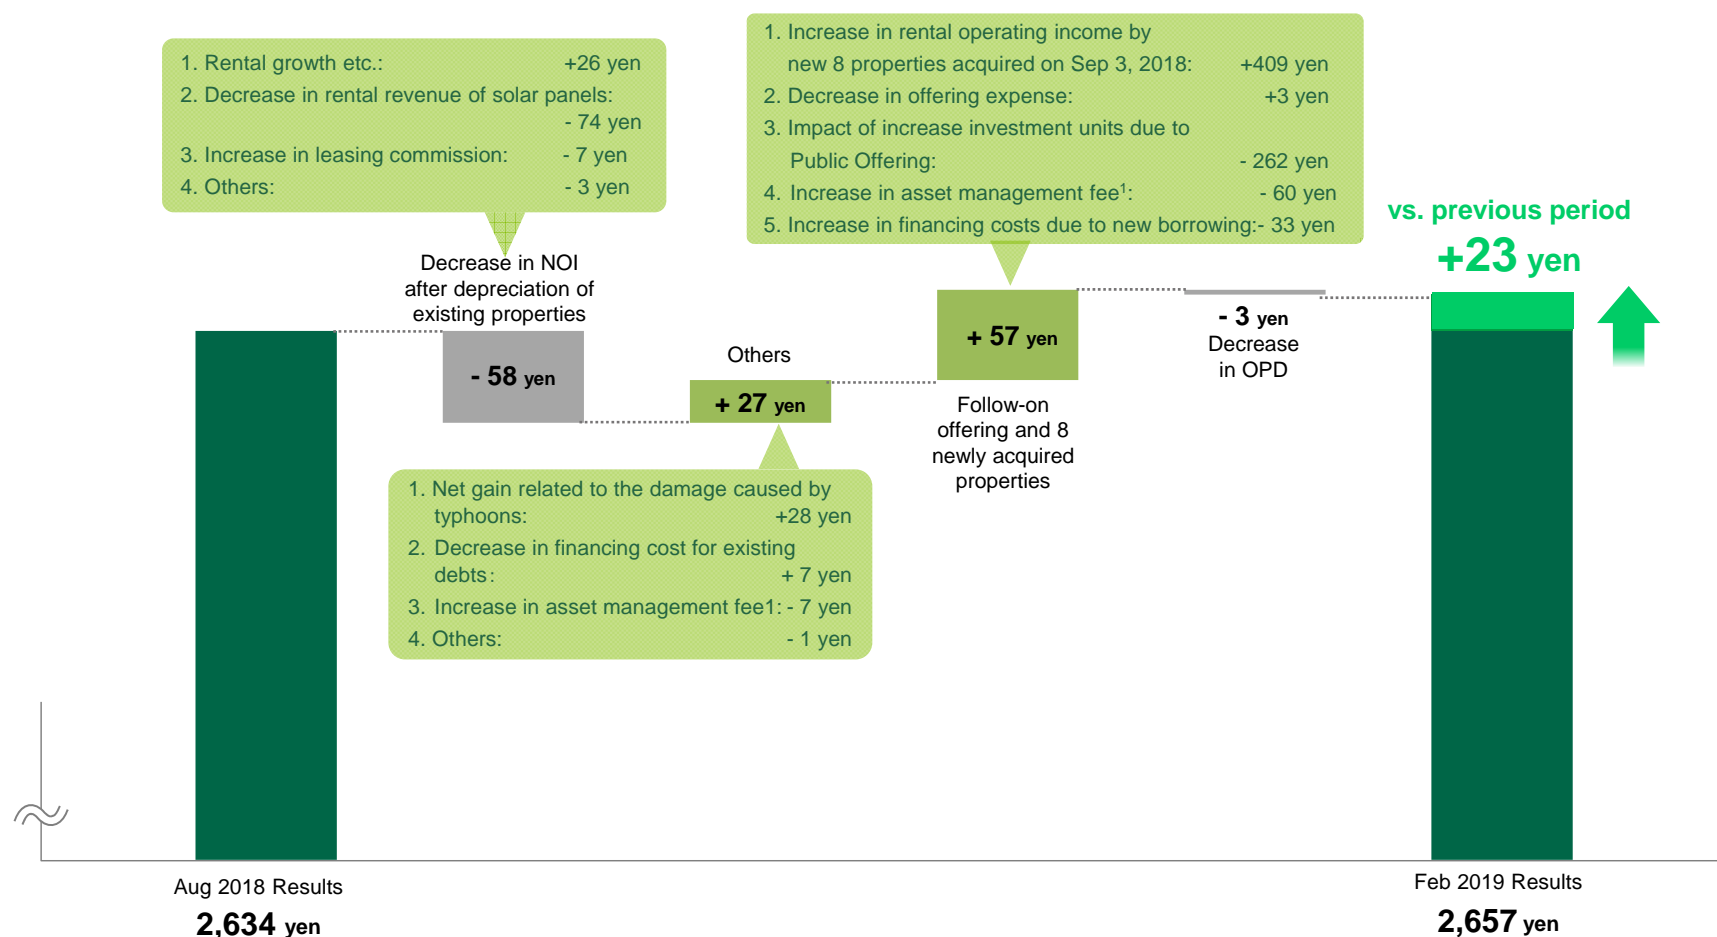 1. Rental growth etc.: +26 yen
2. Decrease in rental revenue of solar panels:
- 74 yen
3. Increase in leasing commission: - 7 yen
4. Others: - 3 yen
1. Increase in rental operating income by
new 8 properties acquired on Sep 3, 2018: +409 yen
2. Decrease in offering expense: +3 yen
3. Impact of increase investment units due to
Public Offering: - 262 yen
4. Increase in asset management fee1: - 60 yen
5. Increase in financing costs due to new borrowing:- 33 yen
vs. previous period
+23 yen
Decrease in NOI
after depreciation of
existing properties
- 58 yen
Others
+ 27 yen
+ 57 yen
Follow-on
offering and 8
newly acquired
properties
- 3 yen
Decrease
in OPD
1. Net gain related to the damage caused by
typhoons: +28 yen
2. Decrease in financing cost for existing
debts: + 7 yen
3. Increase in asset management fee1: - 7 yen
4. Others: - 1 yen
Aug 2018 Results
2,634 yen
Feb 2019 Results
2,657 yen